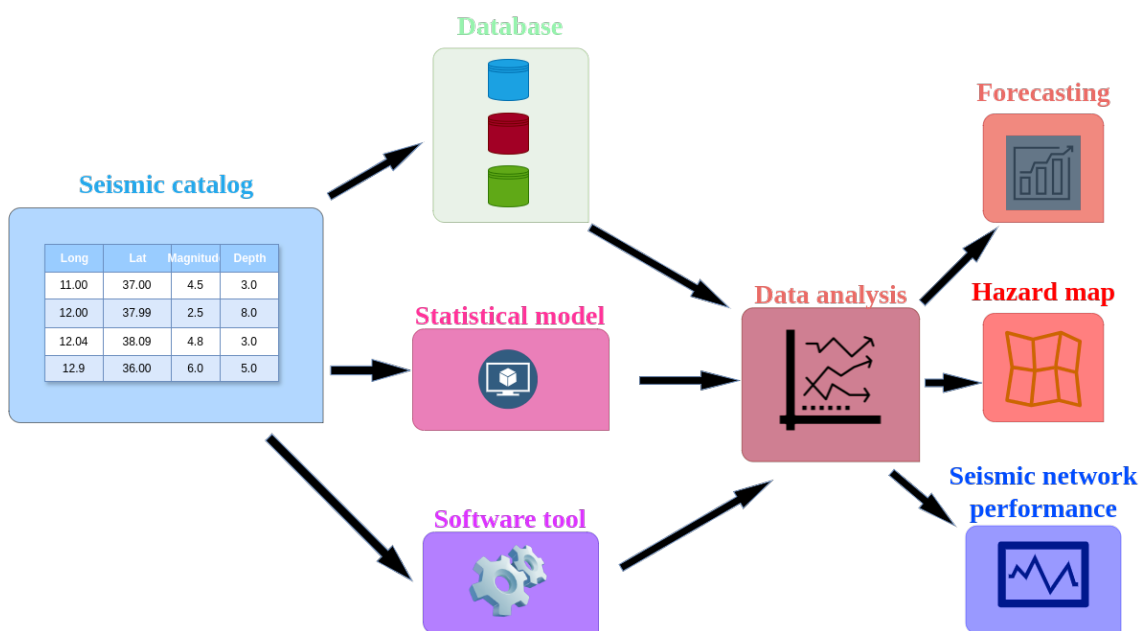 Database
Forecasting
Seismic catalog
Long Lat Magnitude Depth
11.00 37.00 4.5 3.0
12.00 37.99 2.5 8.0
12.04 38.09 4.8 3.0
12.9 36.00 6.0 5.0
Statistical model
Data analysis
Hazard map
Software tool
Seismic network
performance